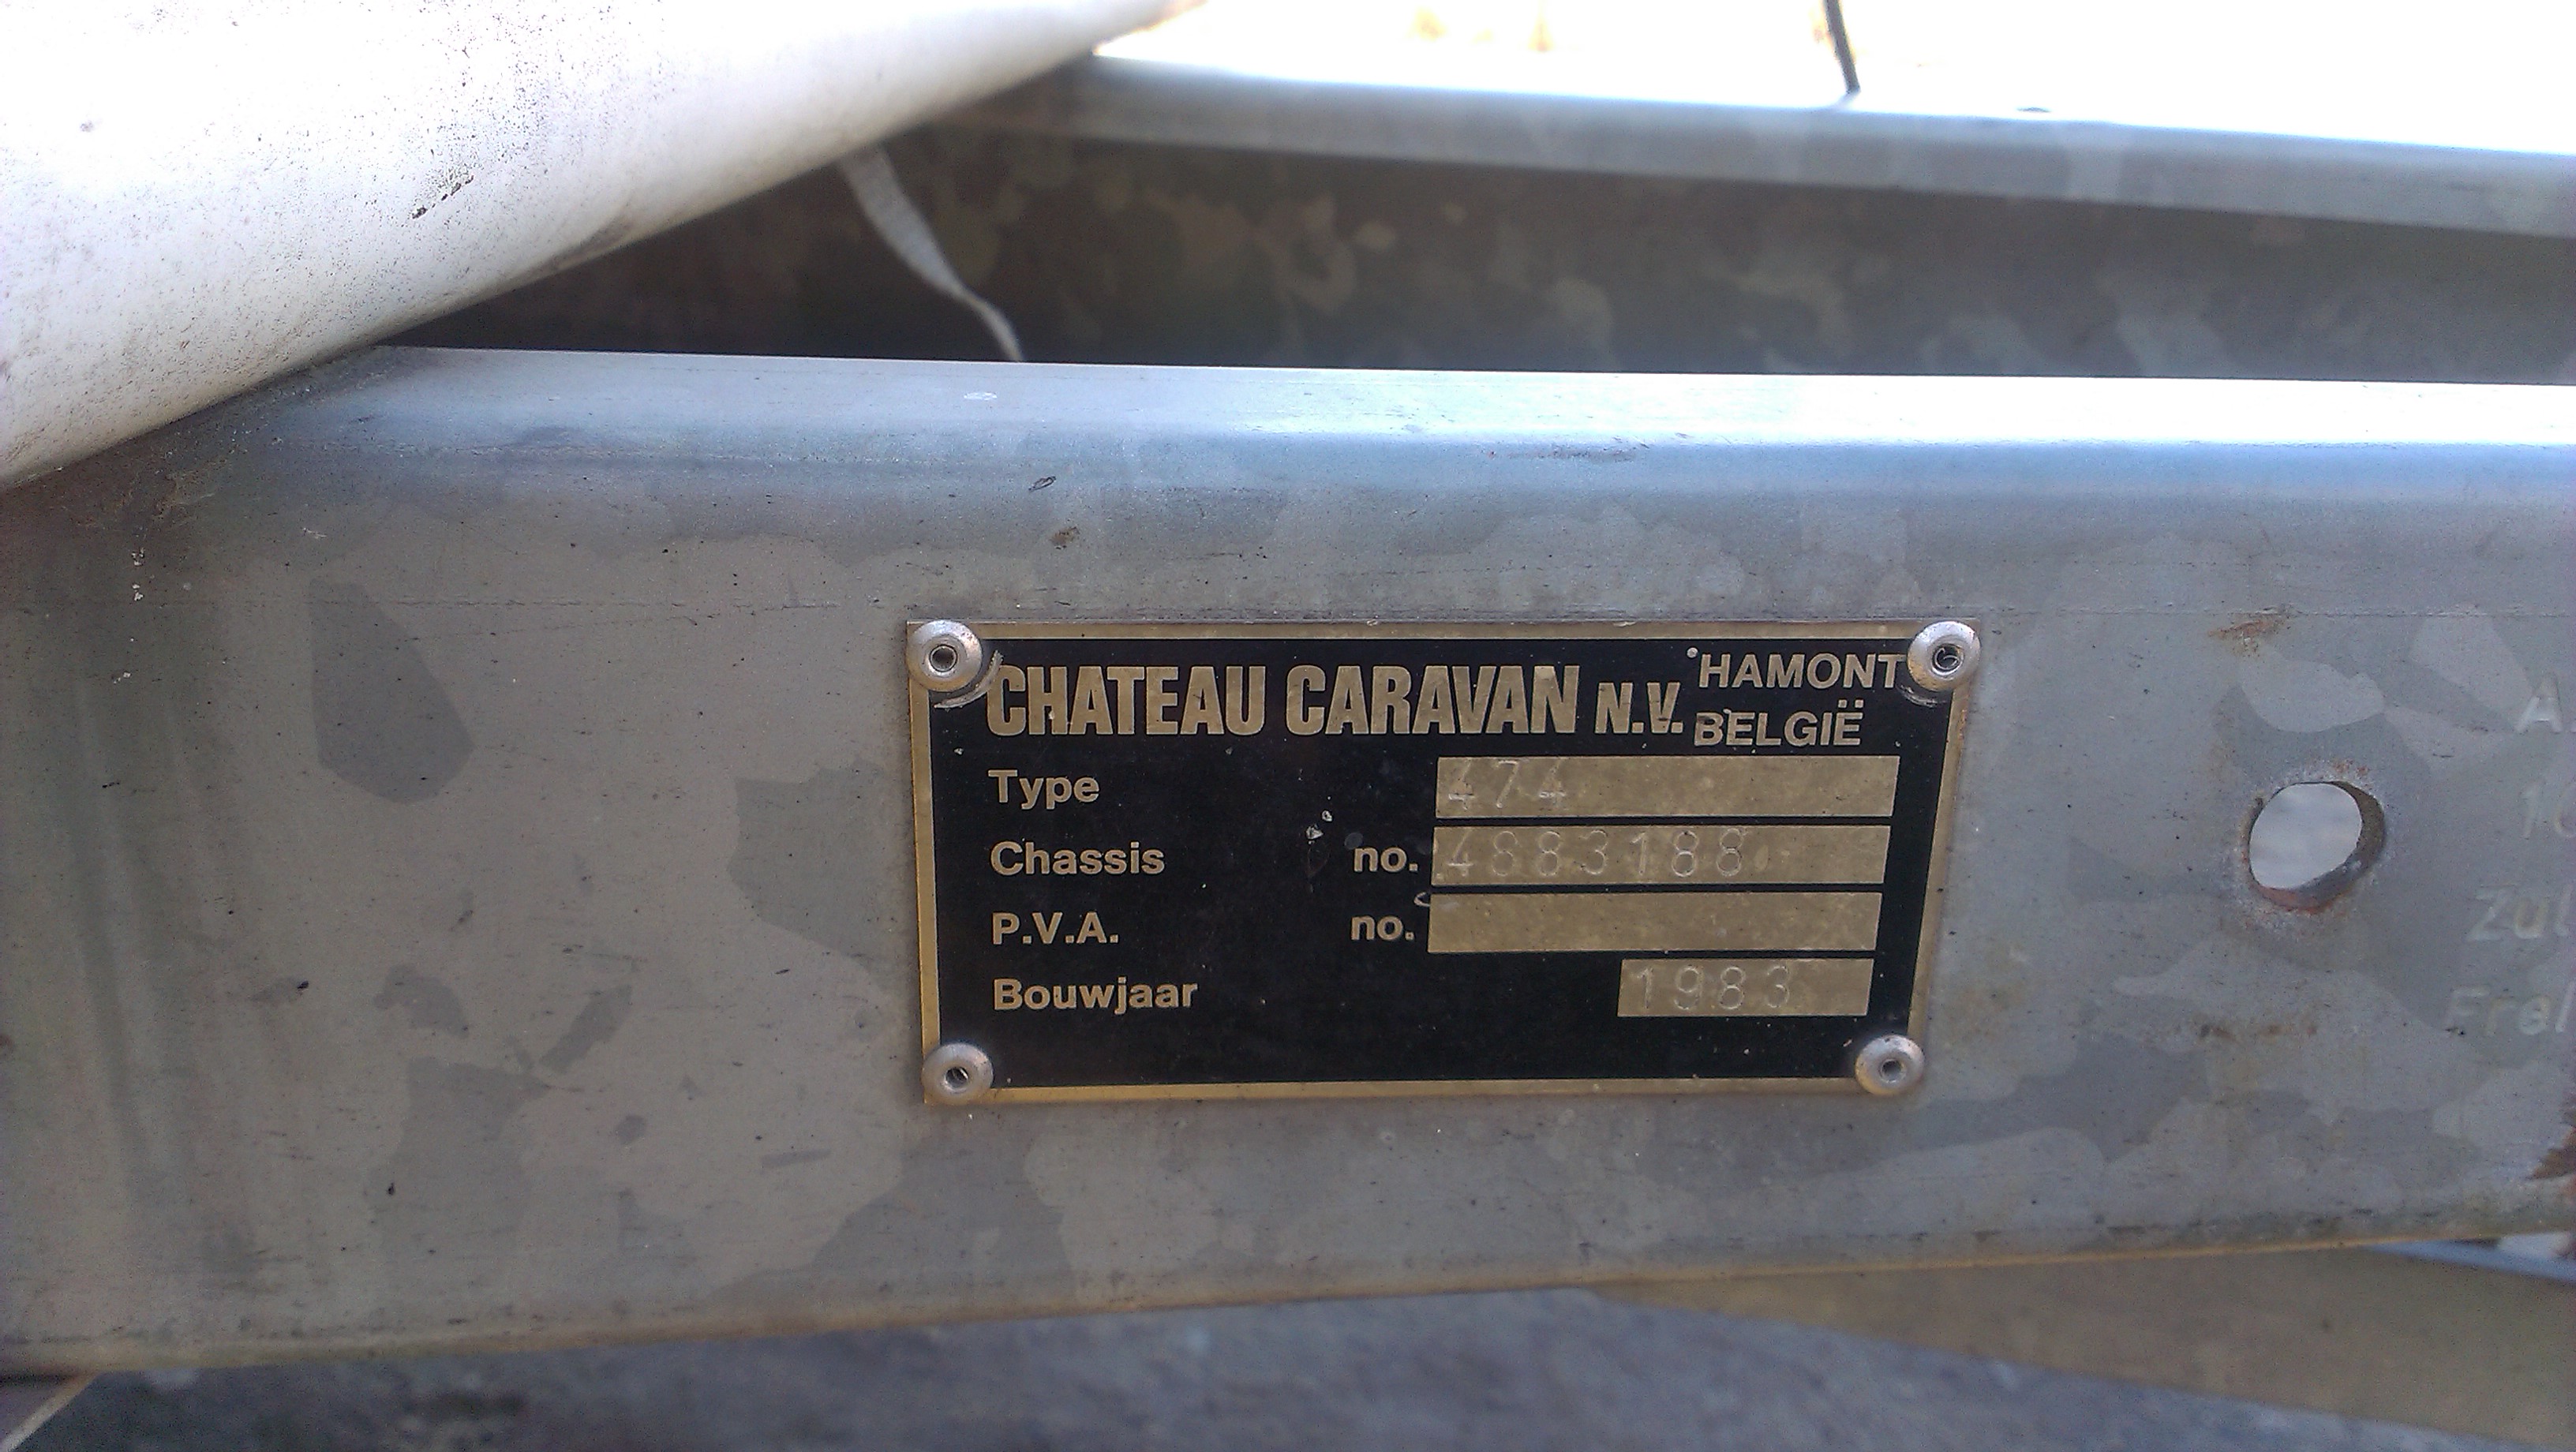 CHATEAU CARAVAN N.V. HAMONT
BELGIË
Type 474
Chassis no. 4883188
P.V.A. no.
Bouwjaar 1983